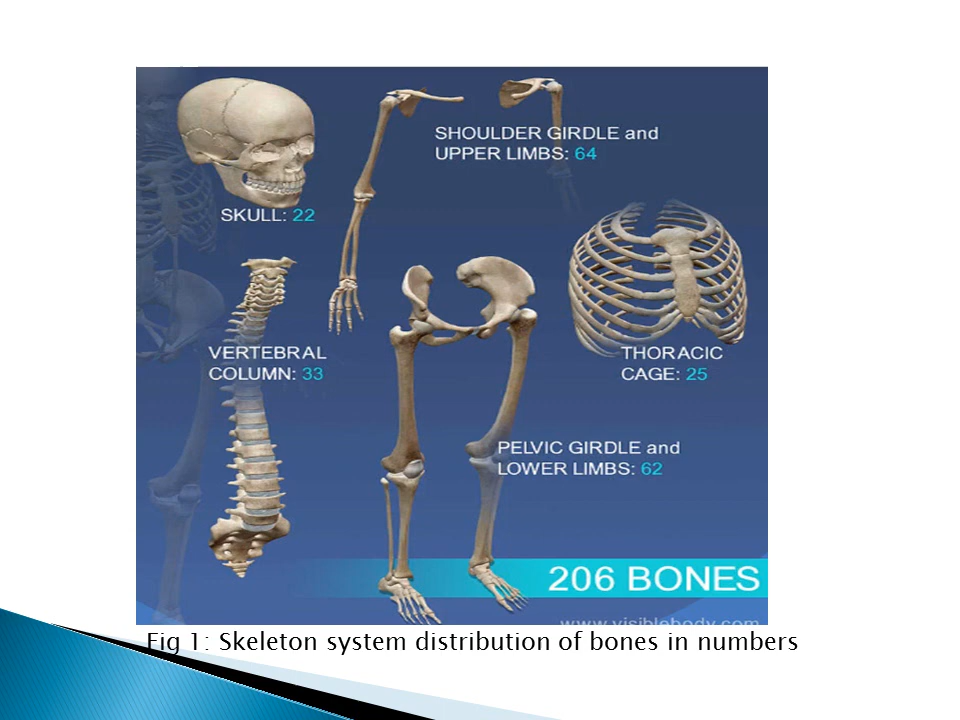 SHOULDER GIRDLE and
UPPER LIMBS: 64
SKULL: 22
VERTEBRAL
COLUMN: 33
THORACIC
CAGE: 25
PELVIC GIRDLE and
LOWER LIMBS: 62
206 BONES
www.visiblebody.com
Fig 1: Skeleton system distribution of bones in numbers